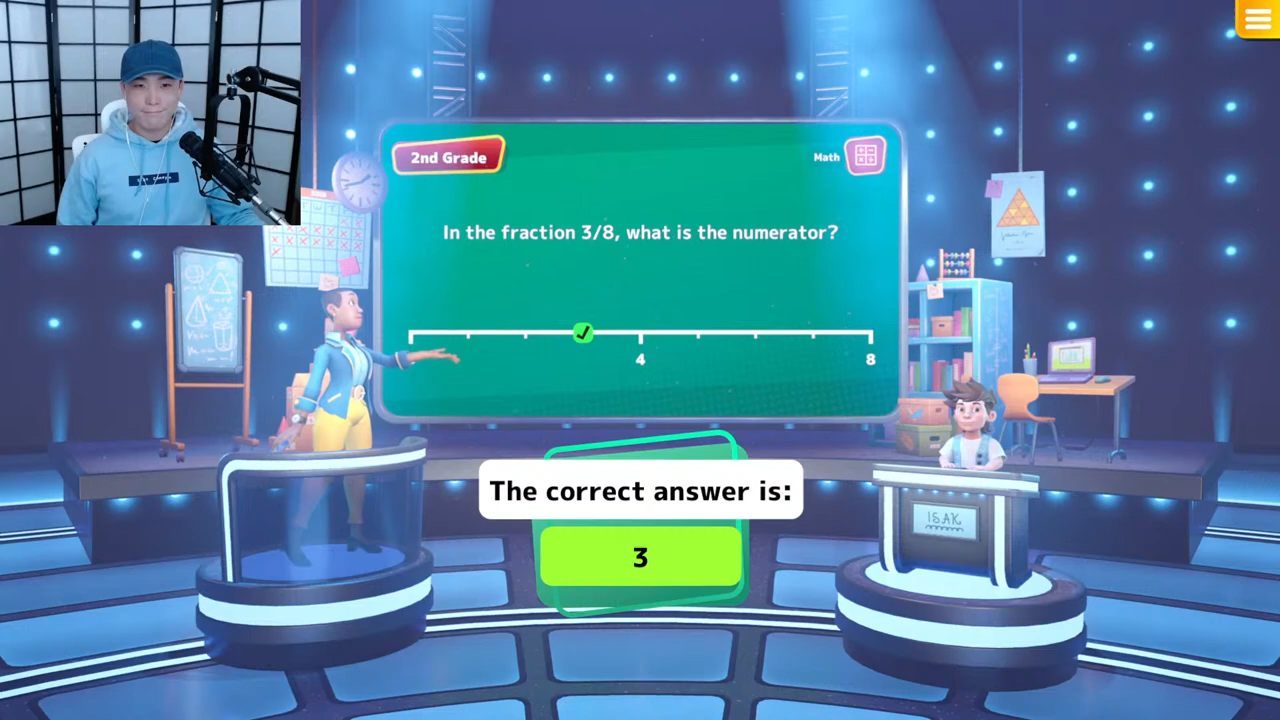 2nd Grade
Math
In the fraction 3/8, what is the numerator?
4
8
The correct answer is:
3
ISAK